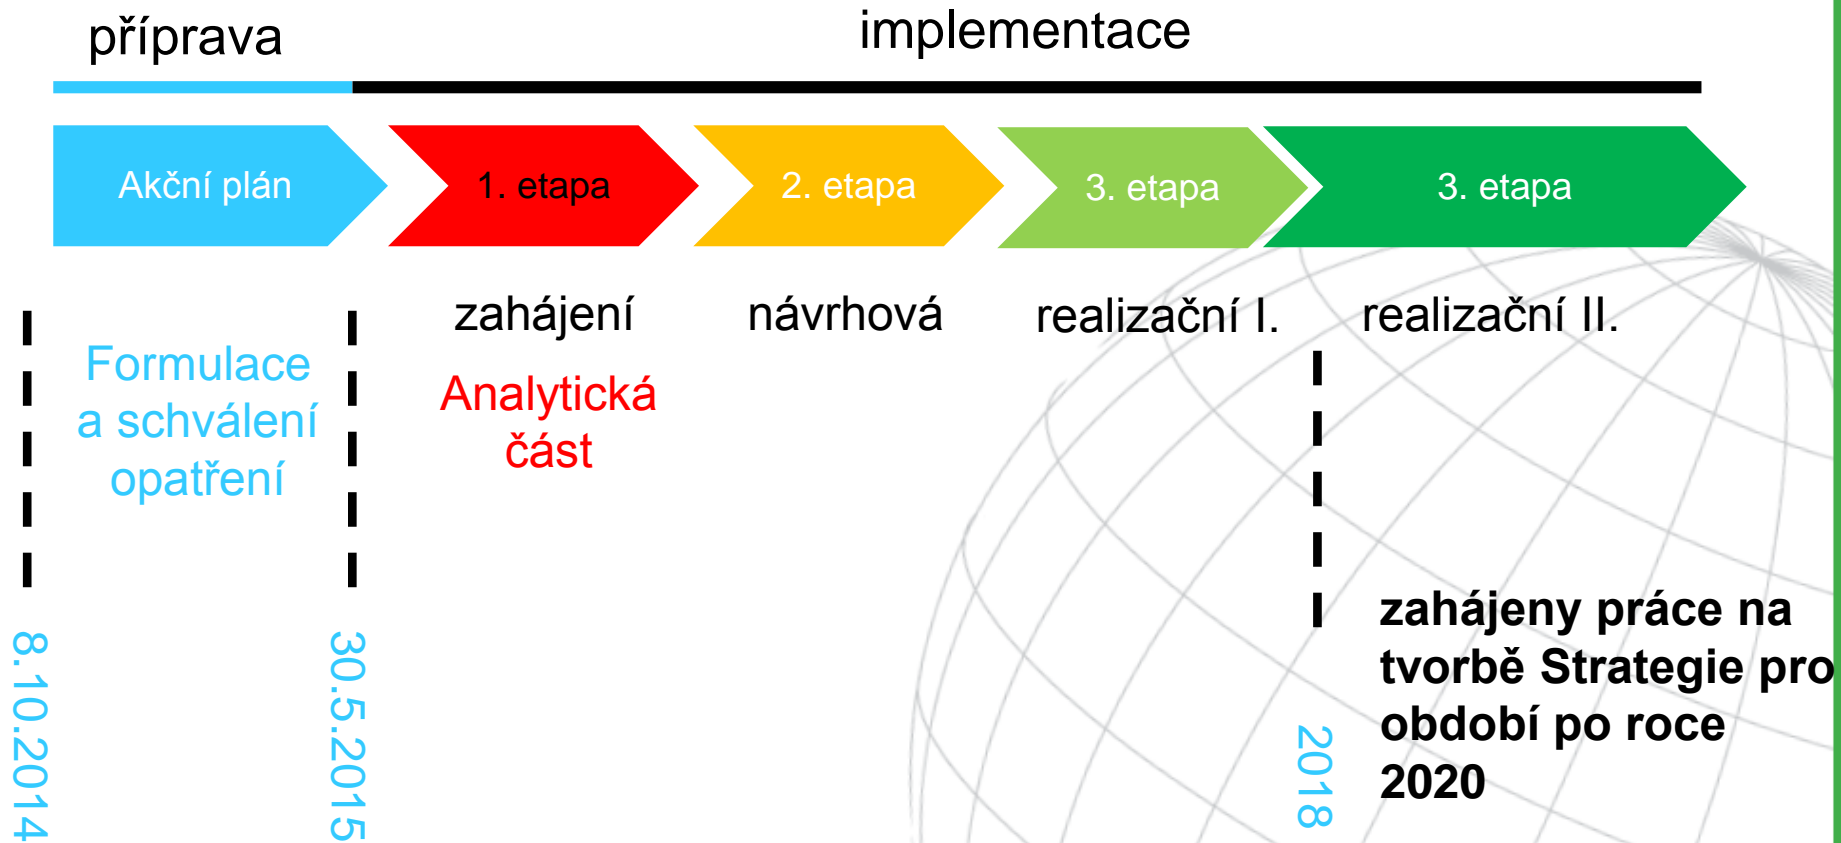 příprava
implementace
Akční plán
1. etapa
2. etapa
3. etapa
3. etapa
zahájení
návrhová
realizační I.
realizační II.
Formulace
a schválení
opatření
Analytická
část
zahájeny práce na
tvorbě Strategie pro
období po roce
2020
8.10.2014
30.5.2015
2018